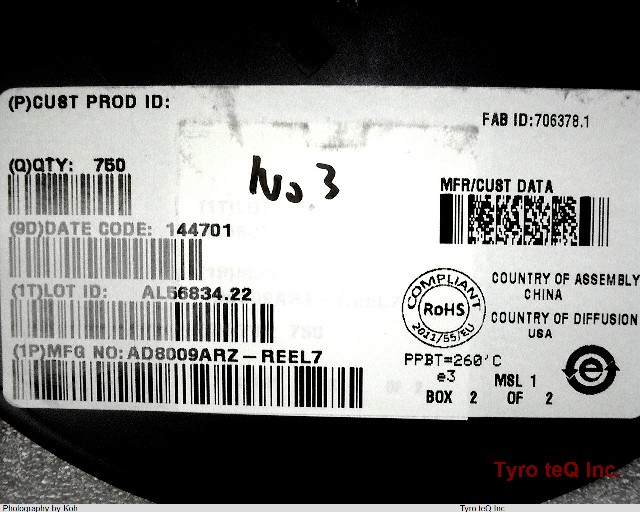 (P)CUST PROD ID:
FAB ID:706378.1
(Q)QTY: 750
No 3
MFR/CUST DATA
(9D)DATE CODE: 144701
(1T)LOT ID: AL56834.22
COMPLIANT
RoHS
2011/65/EU
COUNTRY OF ASSEMBLY
CHINA
COUNTRY OF DIFFUSION
USA
(1P)MFG NO: AD8009ARZ-REEL7
PPBT=260'C
e3
MSL 1
BOX 2 OF 2
e
Tyro teQ Inc.
Photography by Koh
Tyro teQ Inc